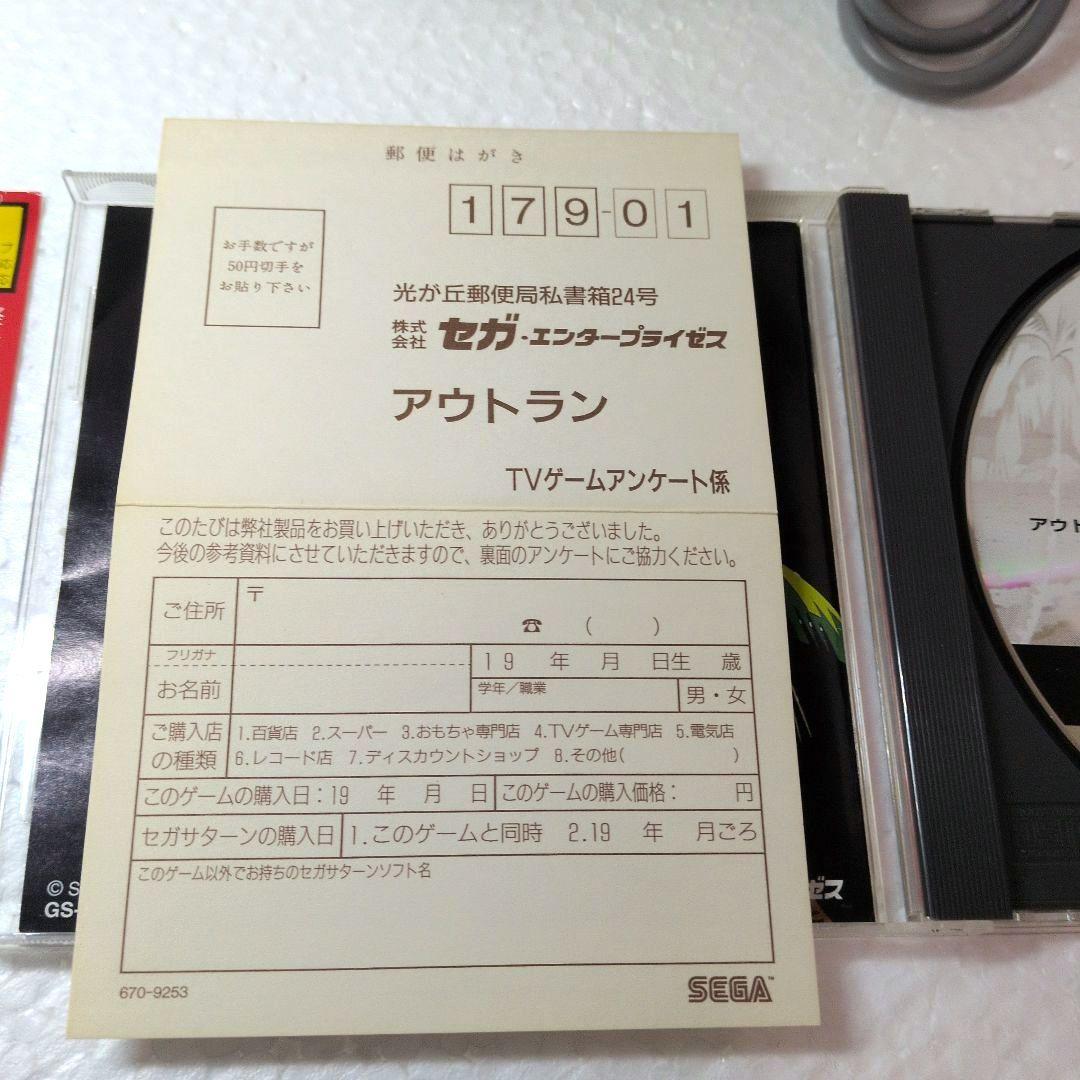 郵便はがき
179-01
お手数ですが
50円切手を
お貼り下さい
光が丘郵便局私書箱24号
株式会社 セガ・エンタープライゼス
アウトラン
TVゲームアンケート係
このたびは弊社製品をお買い上げいただき、ありがとうございました。
今後の参考資料にさせていただきますので、裏面のアンケートにご協力ください。
ご住所 〒
☎ ( )
フリガナ
お名前
19 年 月 日生 歳
学年/職業
男・女
ご購入店の種類
1.百貨店 2.スーパー 3.おもちゃ専門店 4.TVゲーム専門店 5.電気店
6.レコード店 7.ディスカウントショップ 8.その他( )
このゲームの購入日:19 年 月 日 このゲームの購入価格: 円
セガサターンの購入日 1.このゲームと同時 2.19 年 月ごろ
このゲーム以外でお持ちのセガサターンソフト名
670-9253
SEGA™
© S
GS-
ゼス
アウト